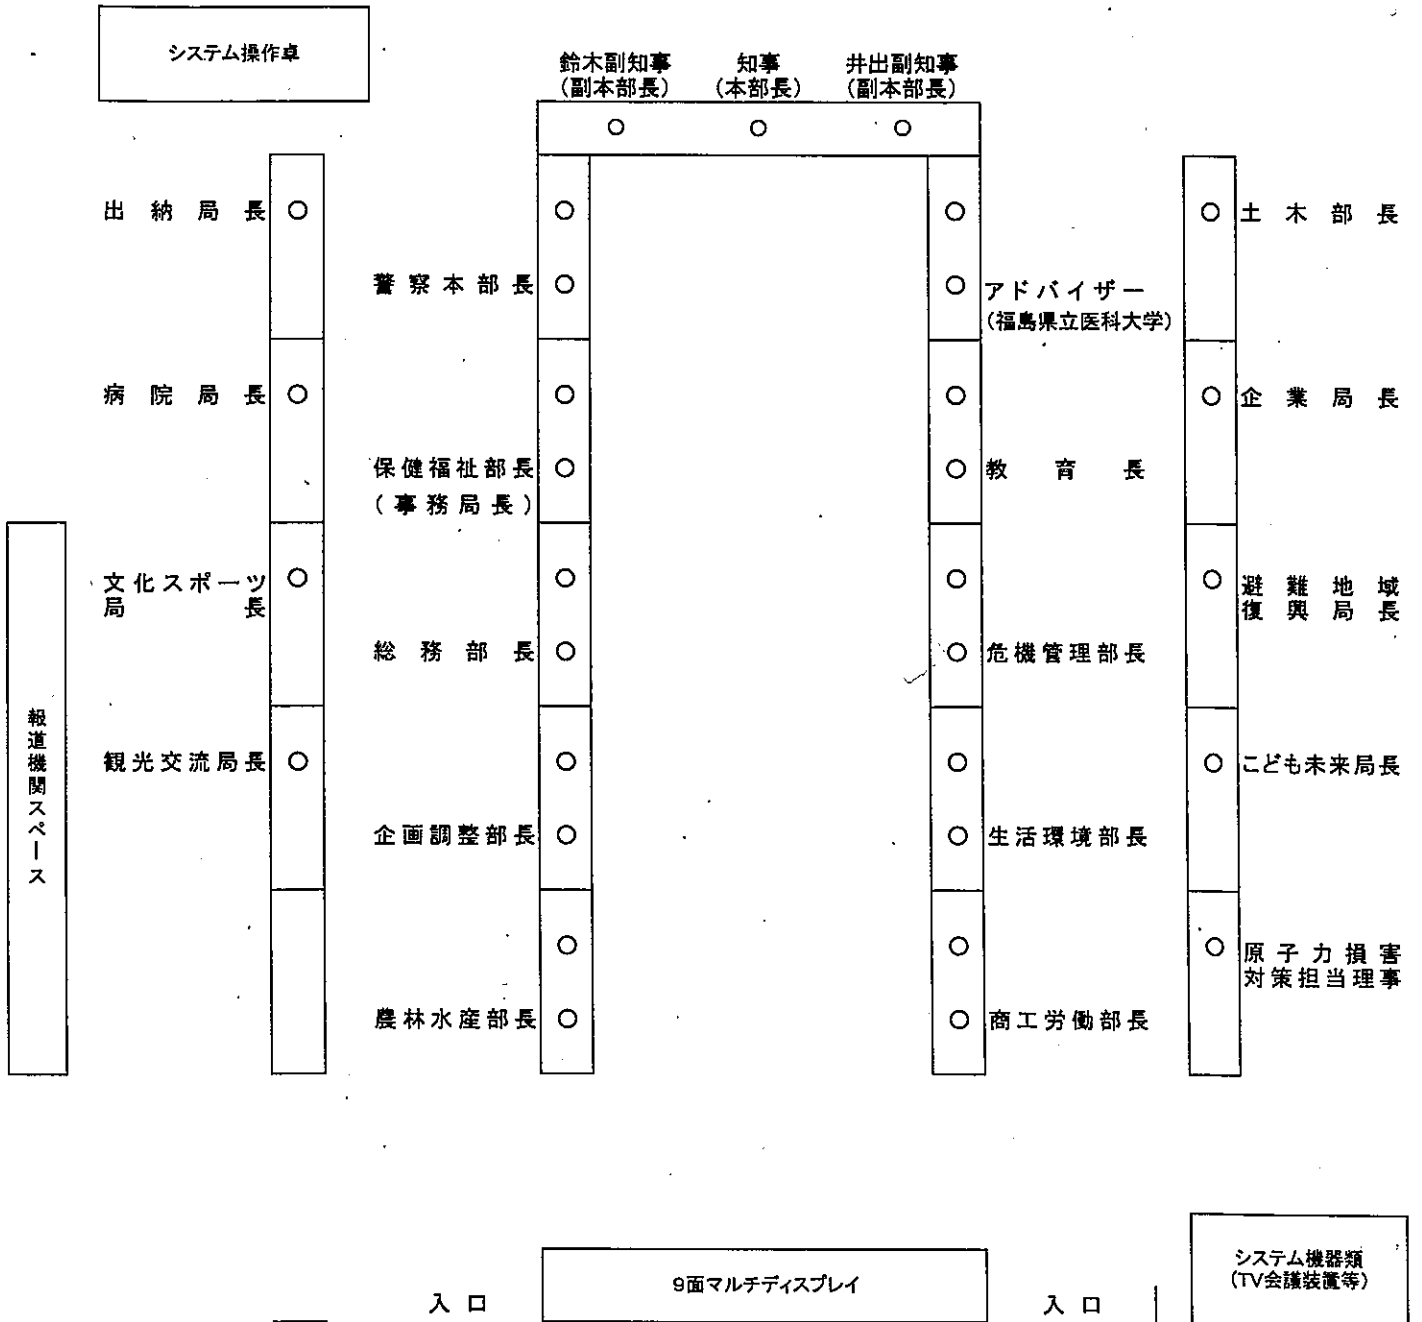 システム操作卓
鈴木副知事
(副本部長)
知事
(本部長)
井出副知事
(副本部長)
出納局長
警察本部長
土木部長
アドバイザー
(福島県立医科大学)
病院局長
保健福祉部長
(事務局長)
教育長
企業局長
文化スポーツ
局長
総務部長
危機管理部長
避難地域
復興局長
報道機関スペース
観光交流局長
企画調整部長
生活環境部長
こども未来局長
農林水産部長
商工労働部長
原子力損害
対策担当理事
入口
9面マルチディスプレイ
入口
システム機器類
(TV会議装置等)